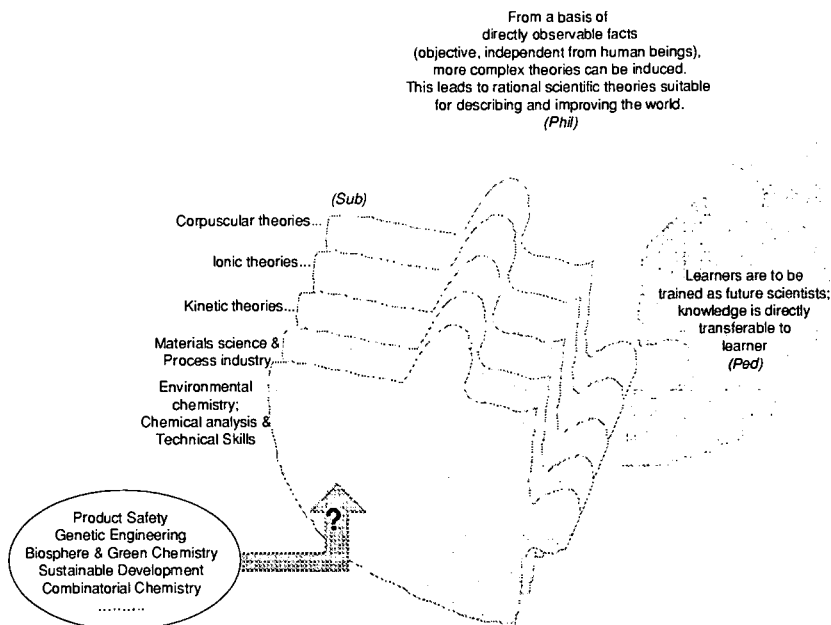 From a basis of
directly observable facts
(objective, independent from human beings),
more complex theories can be induced.
This leads to rational scientific theories suitable
for describing and improving the world.
(Phil)
(Sub)
Corpuscular theories...
Ionic theories...
Kinetic theories...
Materials science &
Process industry
Environmental
chemistry;
Chemical analysis &
Technical Skills
Learners are to be
trained as future scientists;
knowledge is directly
transferable to
learner
(Ped)
?
Product Safety
Genetic Engineering
Biosphere & Green Chemistry
Sustainable Development
Combinatorial Chemistry
.........